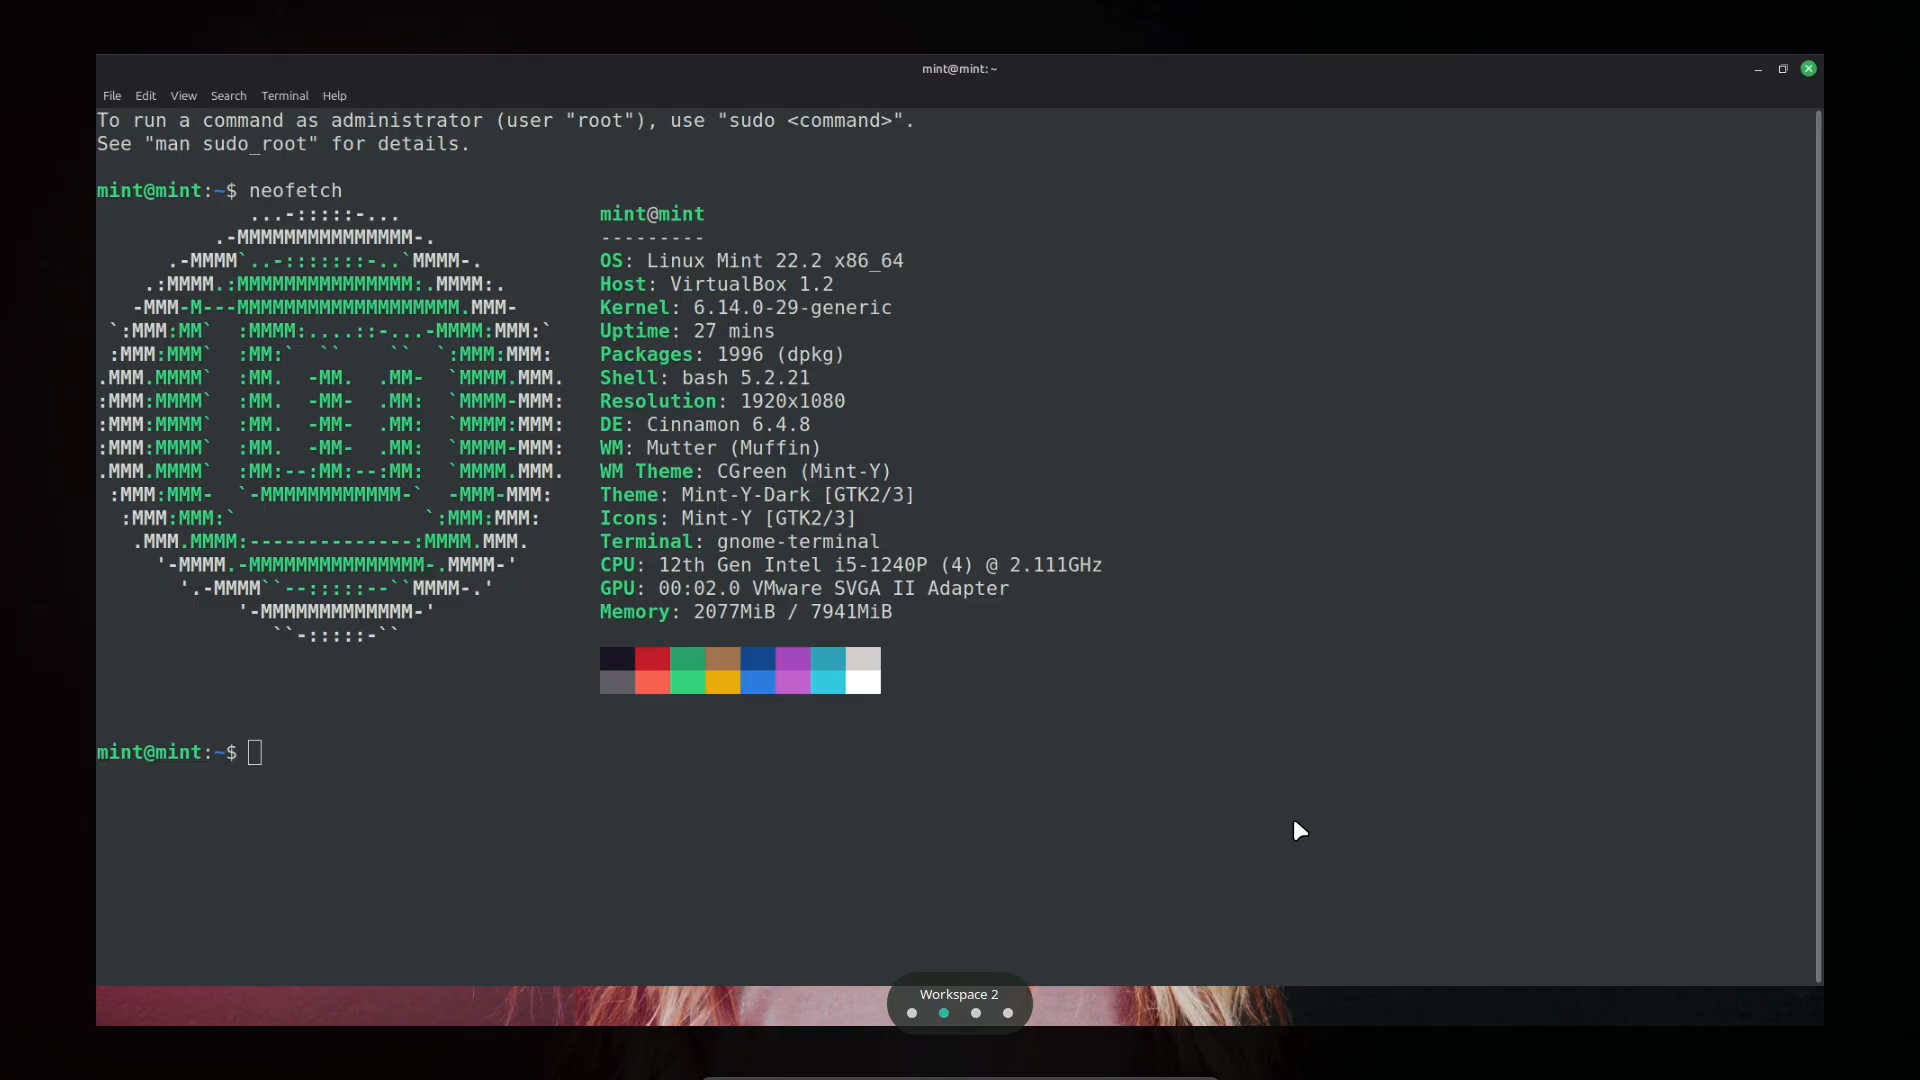 mint@mint: ~
File Edit View Search Terminal Help
To run a command as administrator (user "root"), use "sudo <command>".
See "man sudo_root" for details.
mint@mint:~$ neofetch
             ...-:::::-...                 mint@mint
          .-MMMMMMMMMMMMMMM-.              ---------
      .-MMMM`..-:::::::-..`MMMM-.          OS: Linux Mint 22.2 x86_64
    .:MMMM.:MMMMMMMMMMMMMMM:.MMMM:.        Host: VirtualBox 1.2
   -MMM-M---MMMMMMMMMMMMMMMMMMM.MMM-       Kernel: 6.14.0-29-generic
 `:MMM:MM`  :MMMM:....::-...-MMMM:MMM:`    Uptime: 27 mins
 :MMM:MMM`  :MM:`  ``    ``  `:MMM:MMM:    Packages: 1996 (dpkg)
.MMM.MMMM`  :MM.  -MM.  .MM-  `MMMM.MMM.   Shell: bash 5.2.21
:MMM:MMMM`  :MM.  -MM-  .MM:  `MMMM-MMM:   Resolution: 1920x1080
:MMM:MMMM`  :MM.  -MM-  .MM:  `MMMM:MMM:   DE: Cinnamon 6.4.8
:MMM:MMMM`  :MM.  -MM-  .MM:  `MMMM-MMM:   WM: Mutter (Muffin)
.MMM.MMMM`  :MM:--:MM:--:MM:  `MMMM.MMM.   WM Theme: CGreen (Mint-Y)
 :MMM:MMM-  `-MMMMMMMMMMMM-`  -MMM-MMM:    Theme: Mint-Y-Dark [GTK2/3]
  :MMM:MMM:`                `:MMM:MMM:     Icons: Mint-Y [GTK2/3]
   .MMM.MMMM:--------------:MMMM.MMM.      Terminal: gnome-terminal
     '-MMMM.-MMMMMMMMMMMMMMM-.MMMM-'       CPU: 12th Gen Intel i5-1240P (4) @ 2.111GHz
       '.-MMMM``--:::::--``MMMM-.'         GPU: 00:02.0 VMware SVGA II Adapter
            '-MMMMMMMMMMMMM-'              Memory: 2077MiB / 7941MiB
               ``-:::::-``
mint@mint:~$
Workspace 2